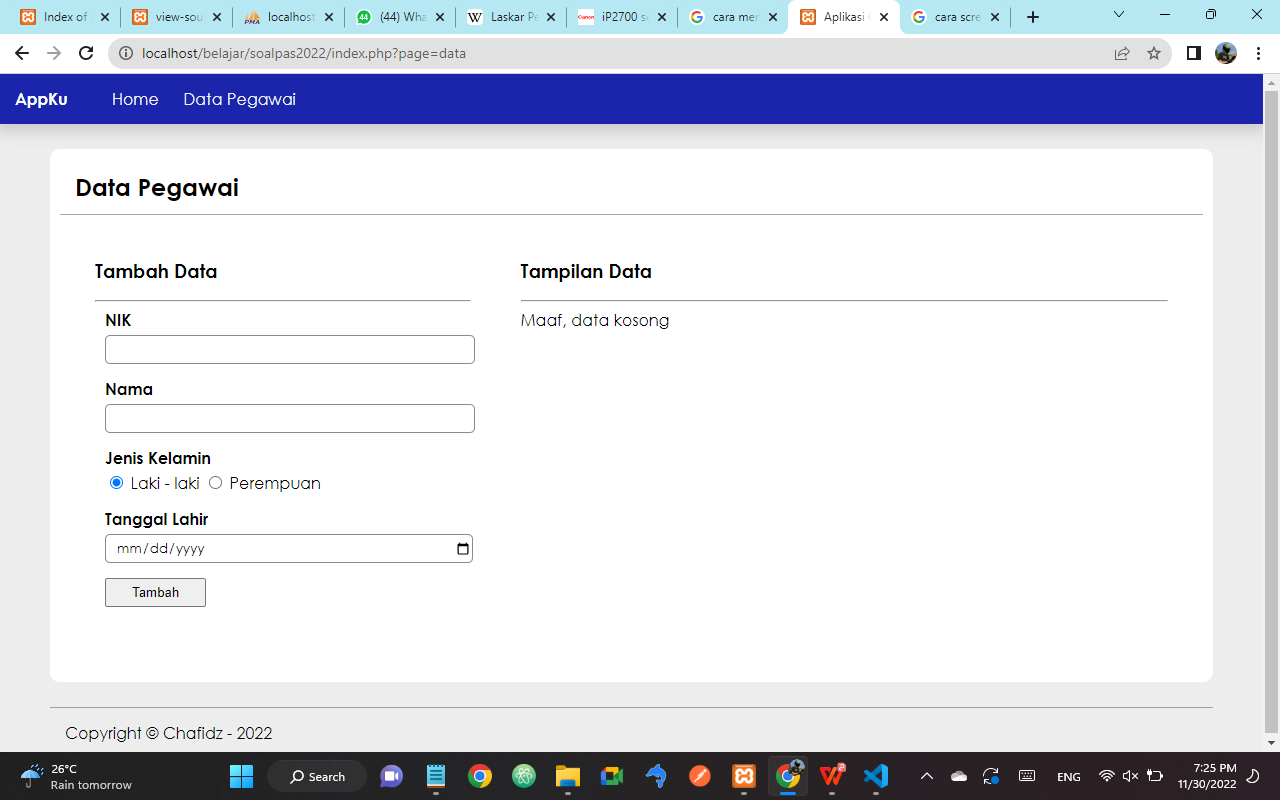 Index of
view-sou
localhost
(44) Wha
Laskar Pe
iP2700 se
cara men
Aplikasi
cara scre
localhost/belajar/soalpas2022/index.php?page=data
AppKu Home Data Pegawai
Data Pegawai
Tambah Data
NIK
Nama
Jenis Kelamin
Laki - laki Perempuan
Tanggal Lahir
mm/dd/yyyy
Tambah
Tampilan Data
Maaf, data kosong
Copyright © Chafidz - 2022
26°C
Rain tomorrow
Search
ENG
7:25 PM
11/30/2022